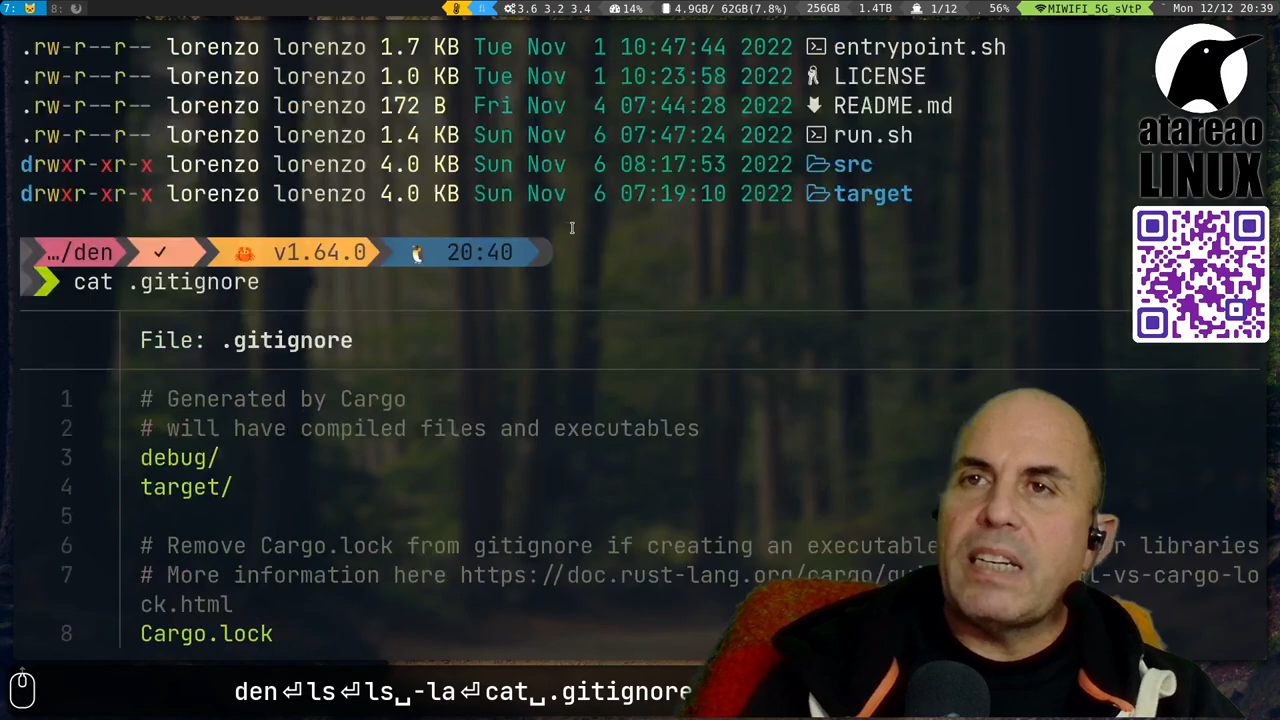 7: 8: 3.6 3.2 3.4 14% 4.9GB/ 62GB(7.8%) 256GB 1.4TB 1/12 56% MIWIFI 5G sVtP Mon 12/12 20:39
.rw-r--r-- lorenzo lorenzo 1.7 KB Tue Nov 1 10:47:44 2022 entrypoint.sh
.rw-r--r-- lorenzo lorenzo 1.0 KB Tue Nov 1 10:23:58 2022 LICENSE
.rw-r--r-- lorenzo lorenzo 172 B Fri Nov 4 07:44:28 2022 README.md
.rw-r--r-- lorenzo lorenzo 1.4 KB Sun Nov 6 07:47:24 2022 run.sh
drwxr-xr-x lorenzo lorenzo 4.0 KB Sun Nov 6 08:17:53 2022 src
drwxr-xr-x lorenzo lorenzo 4.0 KB Sun Nov 6 07:19:10 2022 target
atareao
LINUX
…/den ✓ v1.64.0 20:40
cat .gitignore
File: .gitignore
1 # Generated by Cargo
2 # will have compiled files and executables
3 debug/
4 target/
5
6 # Remove Cargo.lock from gitignore if creating an executable libraries
7 # More information here https://doc.rust-lang.org/cargo/gu -vs-cargo-lo
ck.html
8 Cargo.lock
den⏎ls⏎ls␣-la⏎cat␣.gitignore